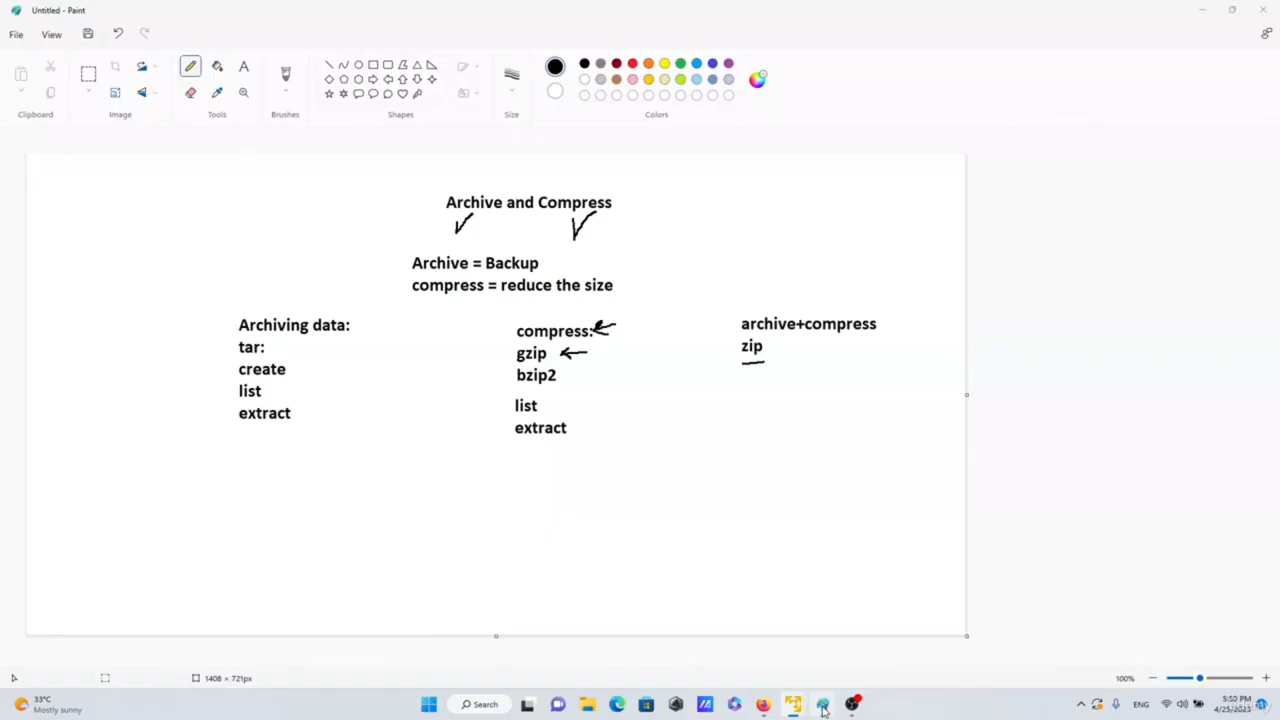 Untitled - Paint
File View
Clipboard
Image
Tools
Brushes
Shapes
Size
Colors
Archive and Compress
Archive = Backup
compress = reduce the size
Archiving data:
tar:
create
list
extract
compress:
gzip
bzip2
list
extract
archive+compress
zip
1408 × 721px
100%
33°C
Mostly sunny
Search
ENG
5:50 PM
4/25/2023